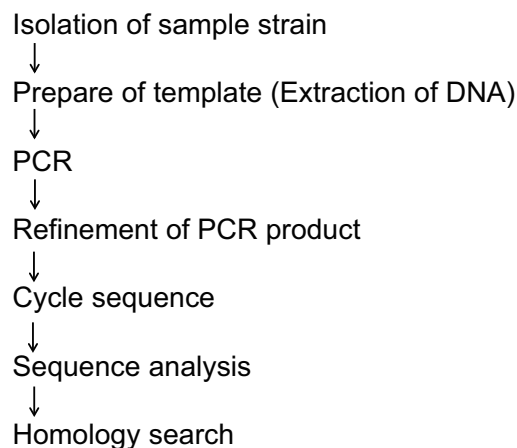 Isolation of sample strain
Prepare of template (Extraction of DNA)
PCR
Refinement of PCR product
Cycle sequence
Sequence analysis
Homology search